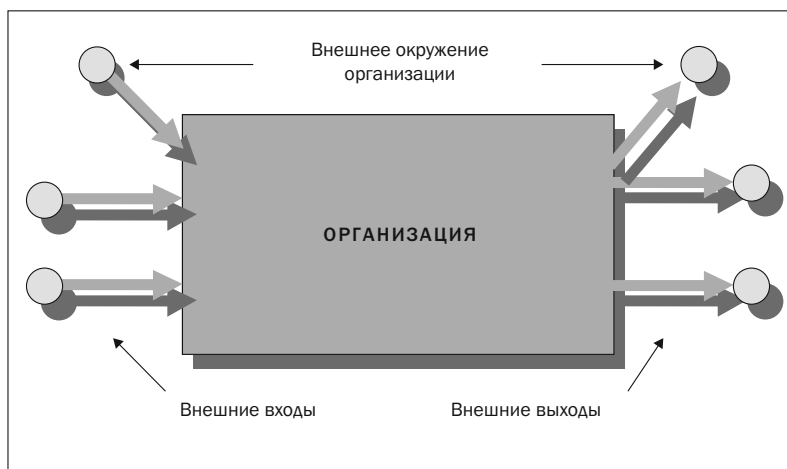 Внешнее окружение
организации
ОРГАНИЗАЦИЯ
Внешние входы
Внешние выходы